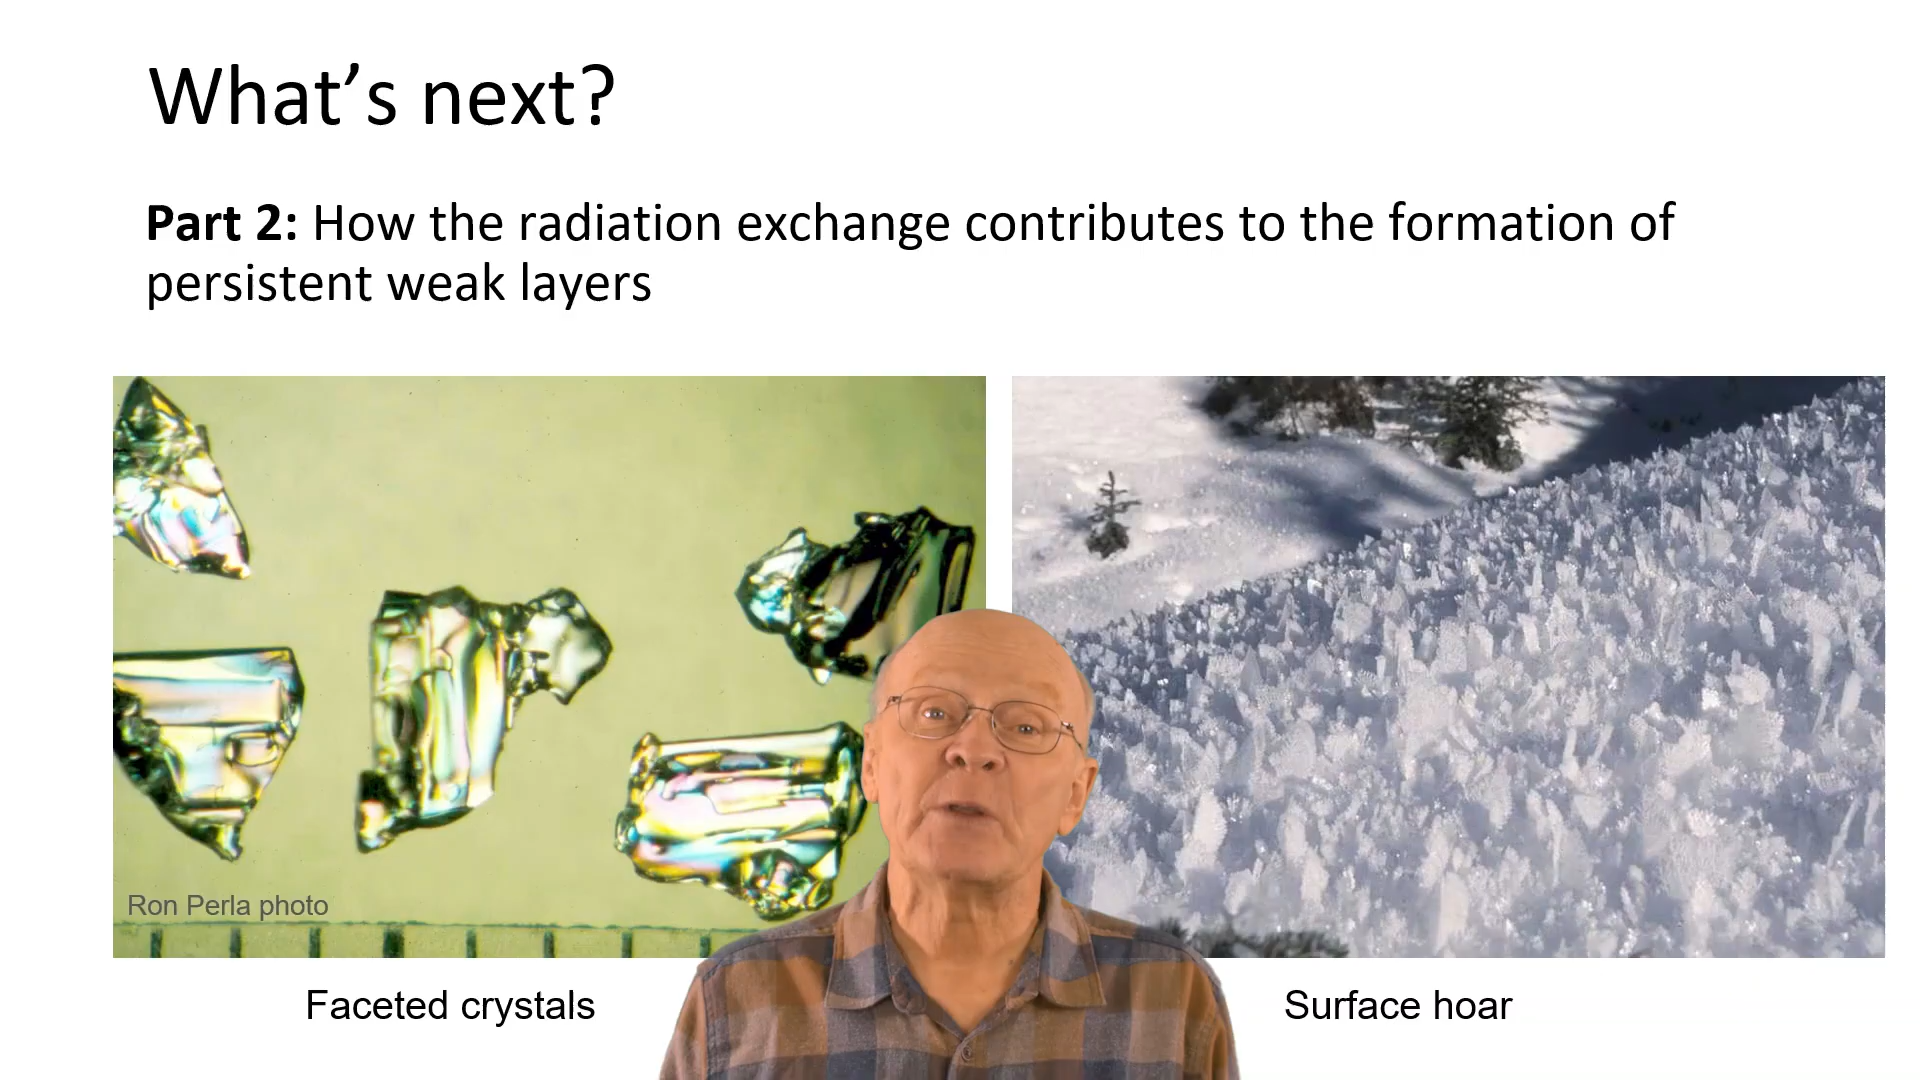 What’s next?
Part 2: How the radiation exchange contributes to the formation of
persistent weak layers
Ron Perla photo
Faceted crystals
Surface hoar